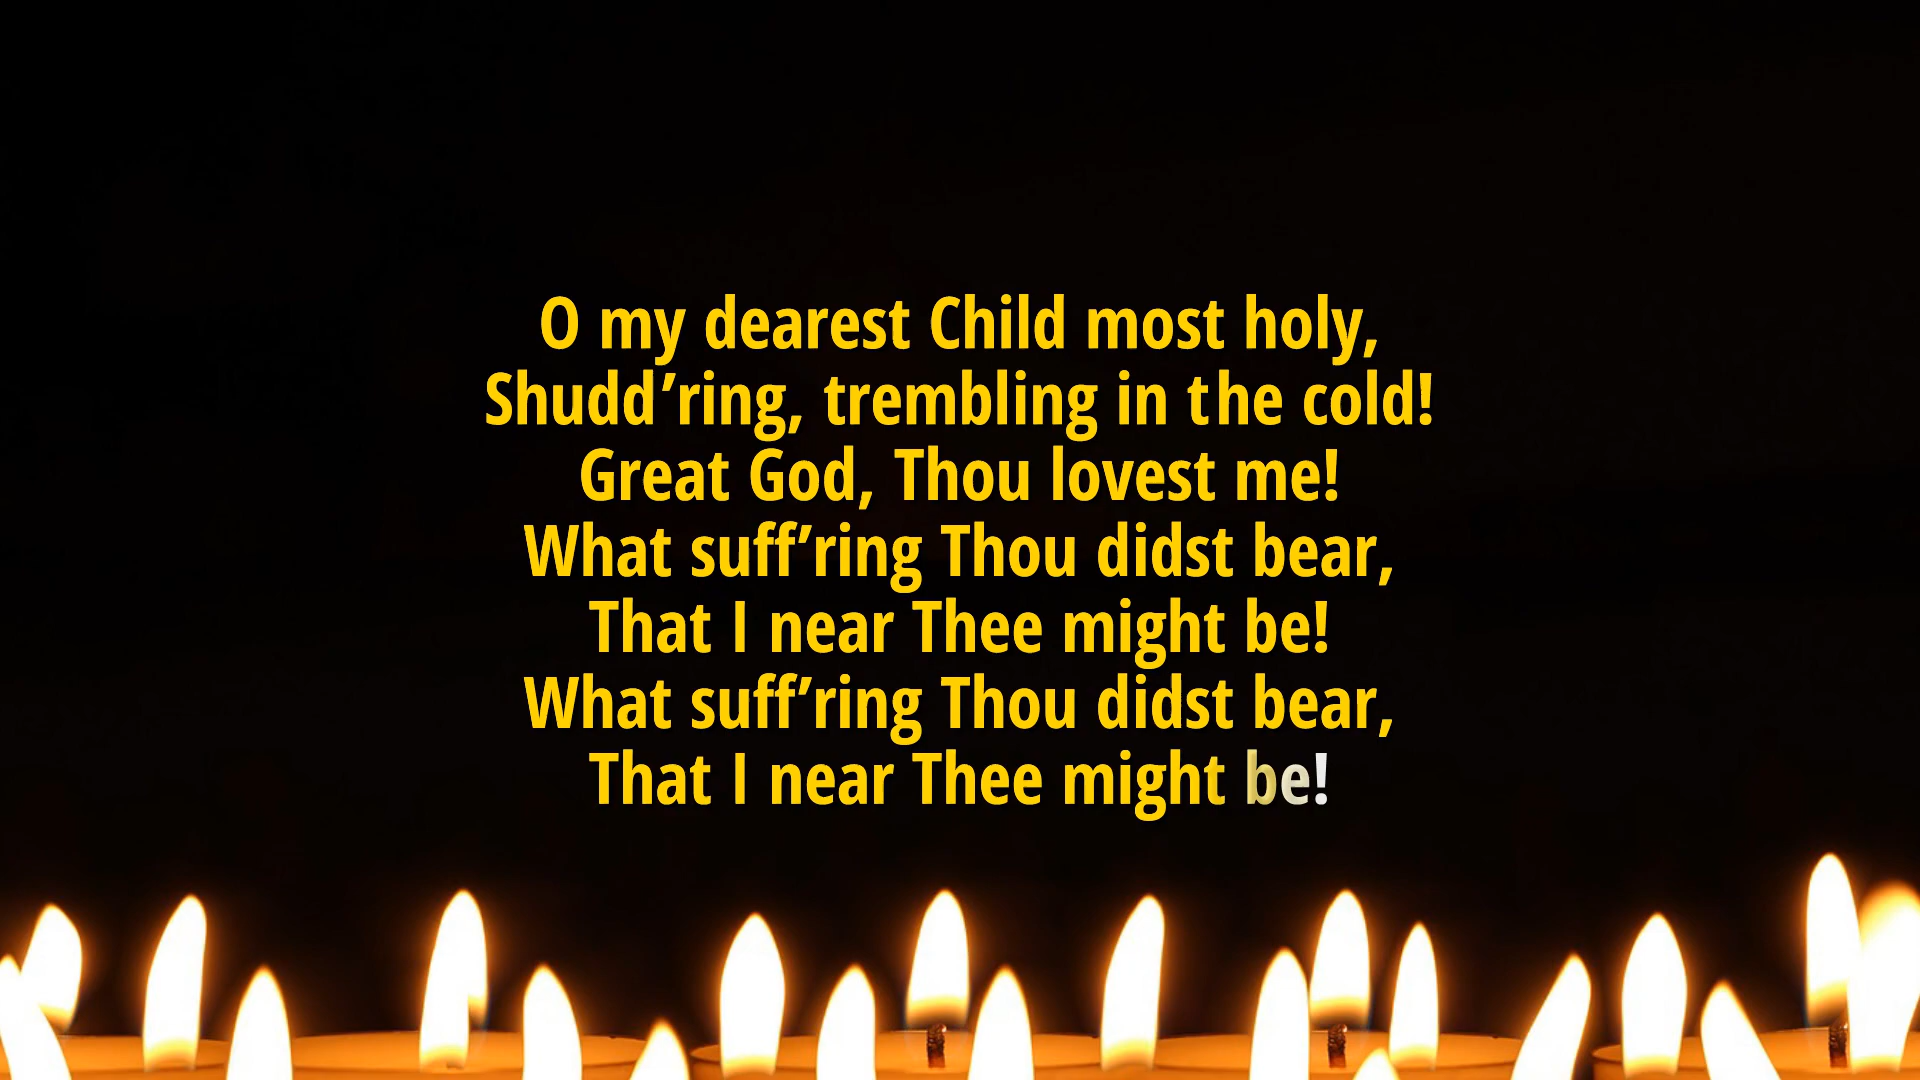 O my dearest Child most holy,
Shudd’ring, trembling in the cold!
Great God, Thou lovest me!
What suff’ring Thou didst bear,
That I near Thee might be!
What suff’ring Thou didst bear,
That I near Thee might be!